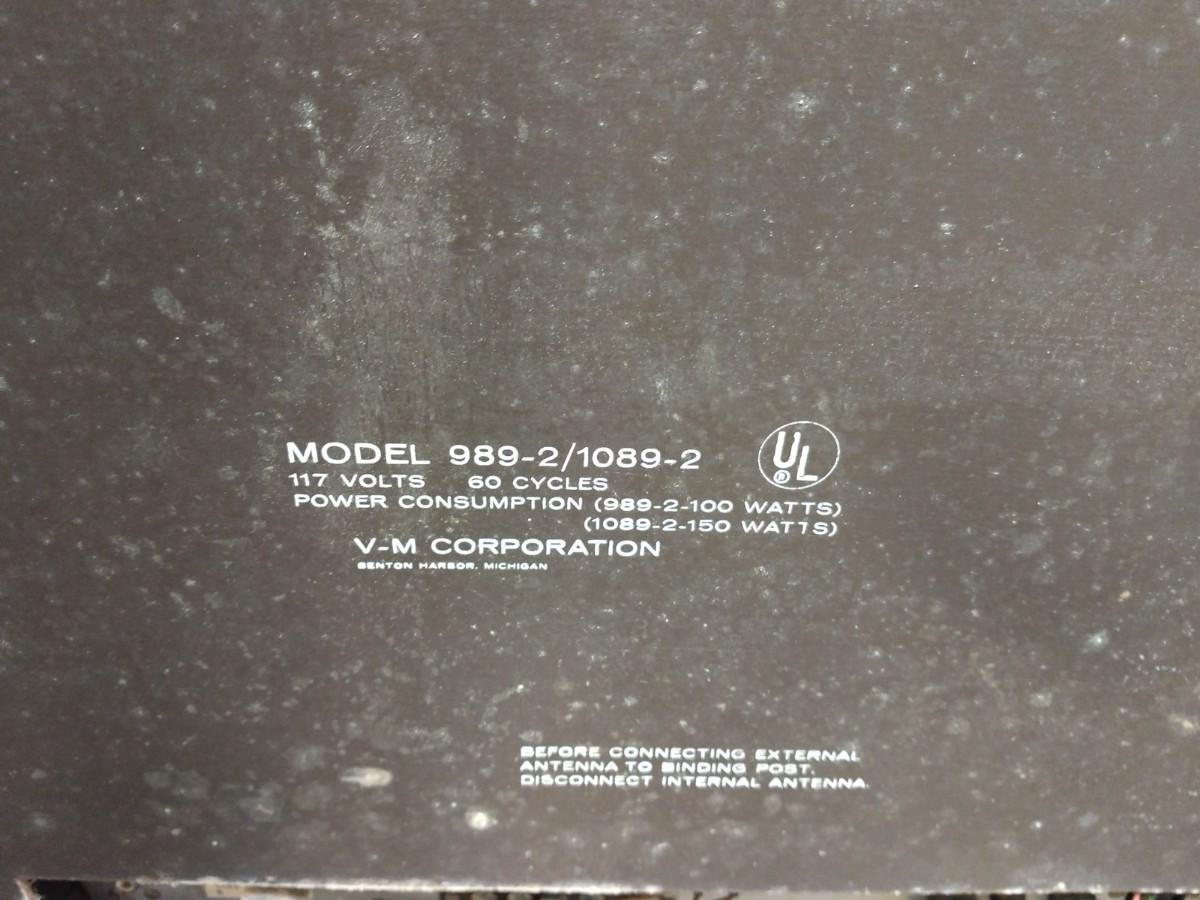 MODEL 989-2/1089-2
UL
®
117 VOLTS 60 CYCLES
POWER CONSUMPTION (989-2-100 WATTS)
(1089-2-150 WATTS)
V-M CORPORATION
BENTON HARBOR, MICHIGAN
BEFORE CONNECTING EXTERNAL
ANTENNA TO BINDING POST,
DISCONNECT INTERNAL ANTENNA.